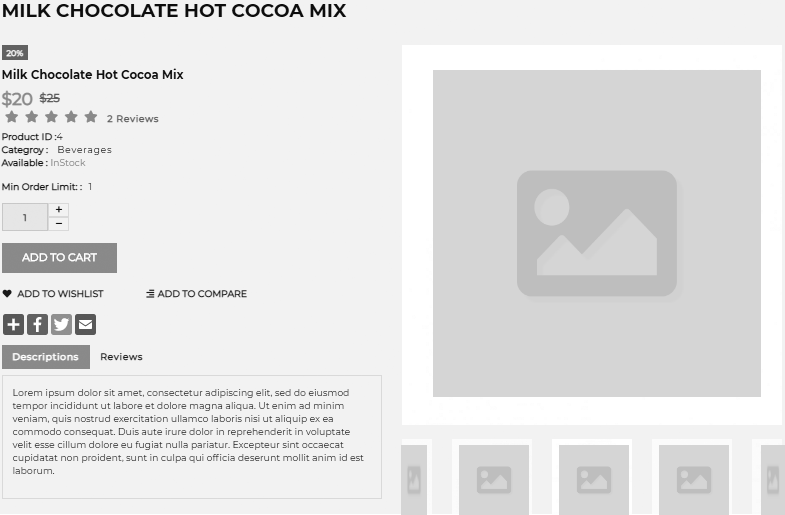 MILK CHOCOLATE HOT COCOA MIX
20%
Milk Chocolate Hot Cocoa Mix
$20 $25
2 Reviews
Product ID :4
Categroy : Beverages
Available : InStock
Min Order Limit: : 1
1
+
−
ADD TO CART
ADD TO WISHLIST ADD TO COMPARE
Descriptions Reviews
Lorem ipsum dolor sit amet, consectetur adipiscing elit, sed do eiusmod
tempor incididunt ut labore et dolore magna aliqua. Ut enim ad minim
veniam, quis nostrud exercitation ullamco laboris nisi ut aliquip ex ea
commodo consequat. Duis aute irure dolor in reprehenderit in voluptate
velit esse cillum dolore eu fugiat nulla pariatur. Excepteur sint occaecat
cupidatat non proident, sunt in culpa qui officia deserunt mollit anim id est
laborum.